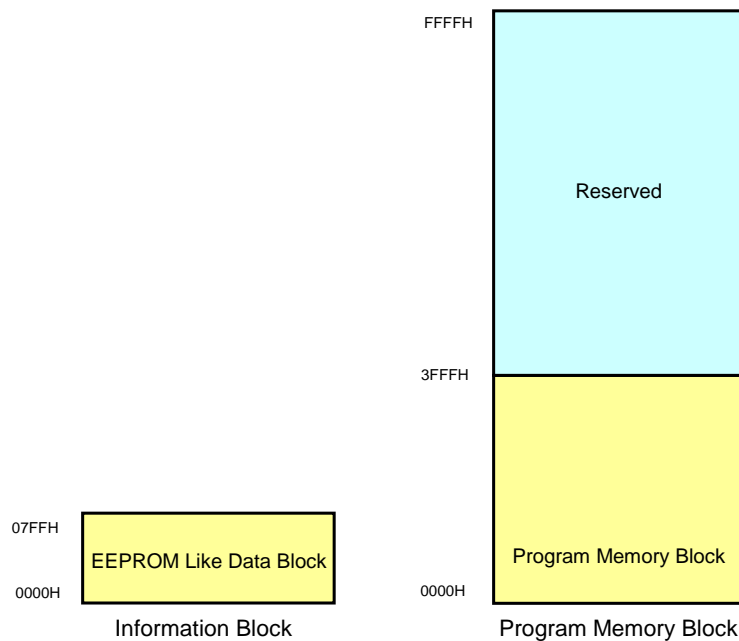 FFFFH
Reserved
3FFFH
07FFH
EEPROM Like Data Block
Program Memory Block
0000H
0000H
Information Block
Program Memory Block